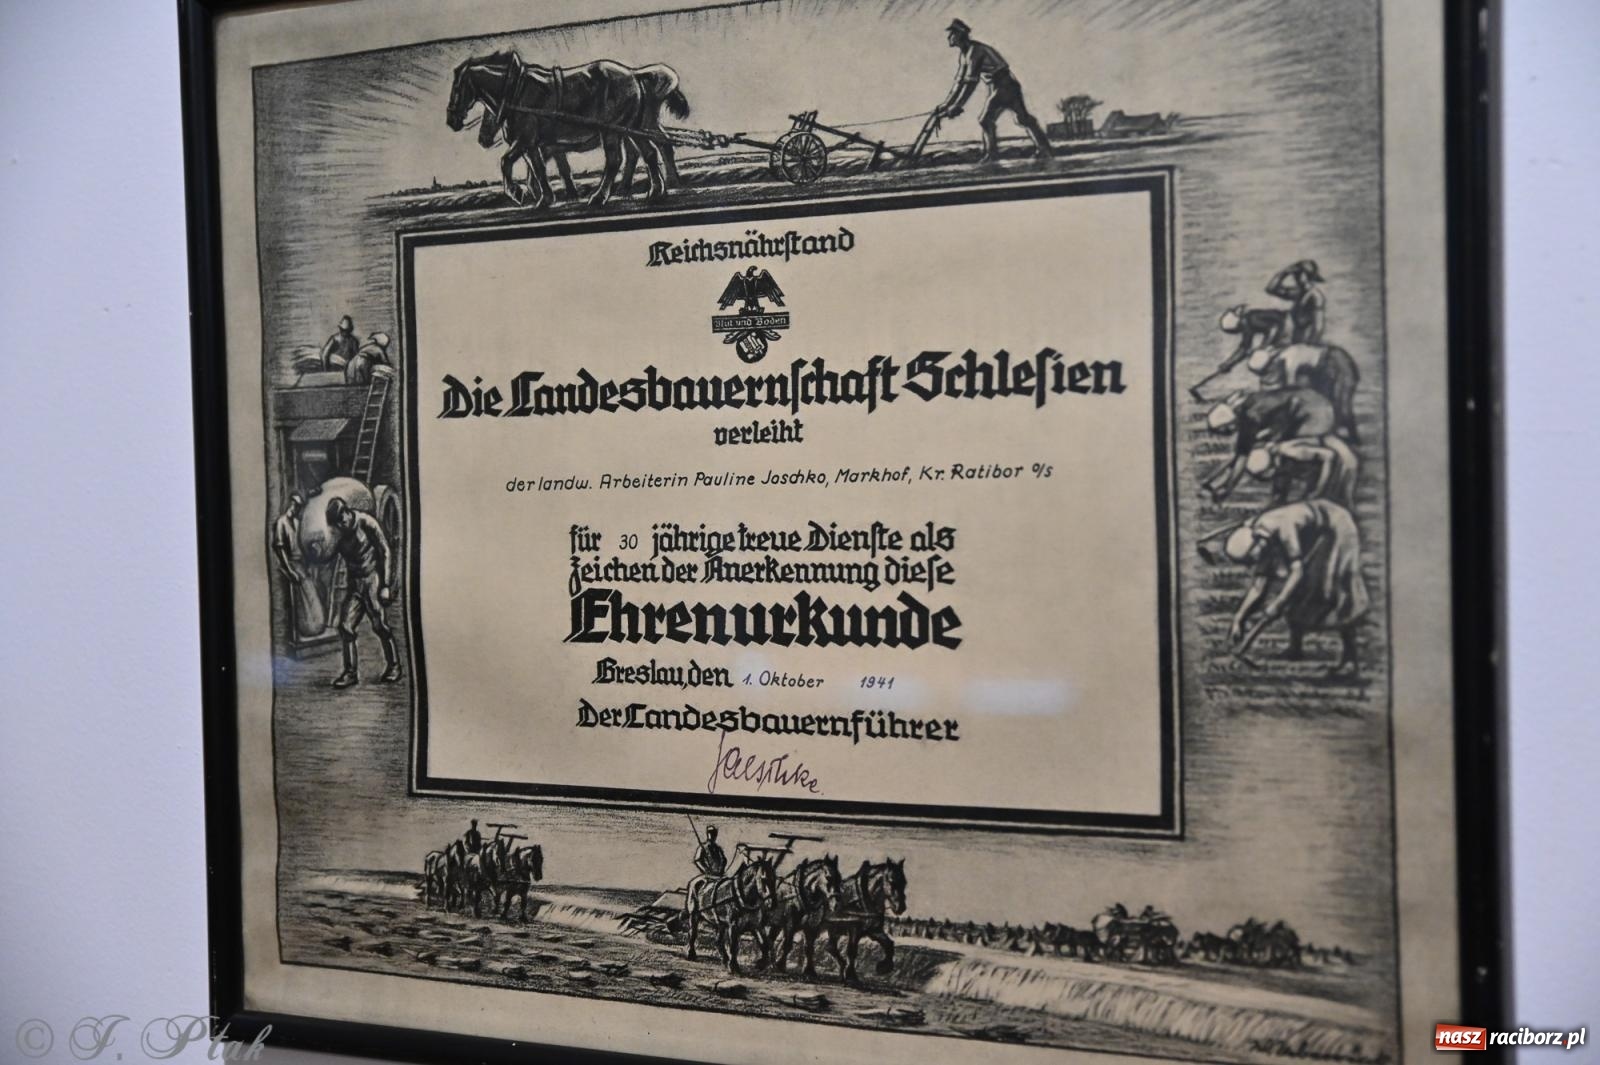 Reichsnährstand
Blut und Boden
Die Landesbauernschaft Schlesien
verleiht
der landw. Arbeiterin Pauline Joschko, Markhof, Kr. Ratibor O/S
für 30 jährige treue Dienste als
Zeichen der Anerkennung diese
Ehrenurkunde
Breslau, den 1. Oktober 1941
Der Landesbauernführer
© J. Ptak
nasz raciborz.pl